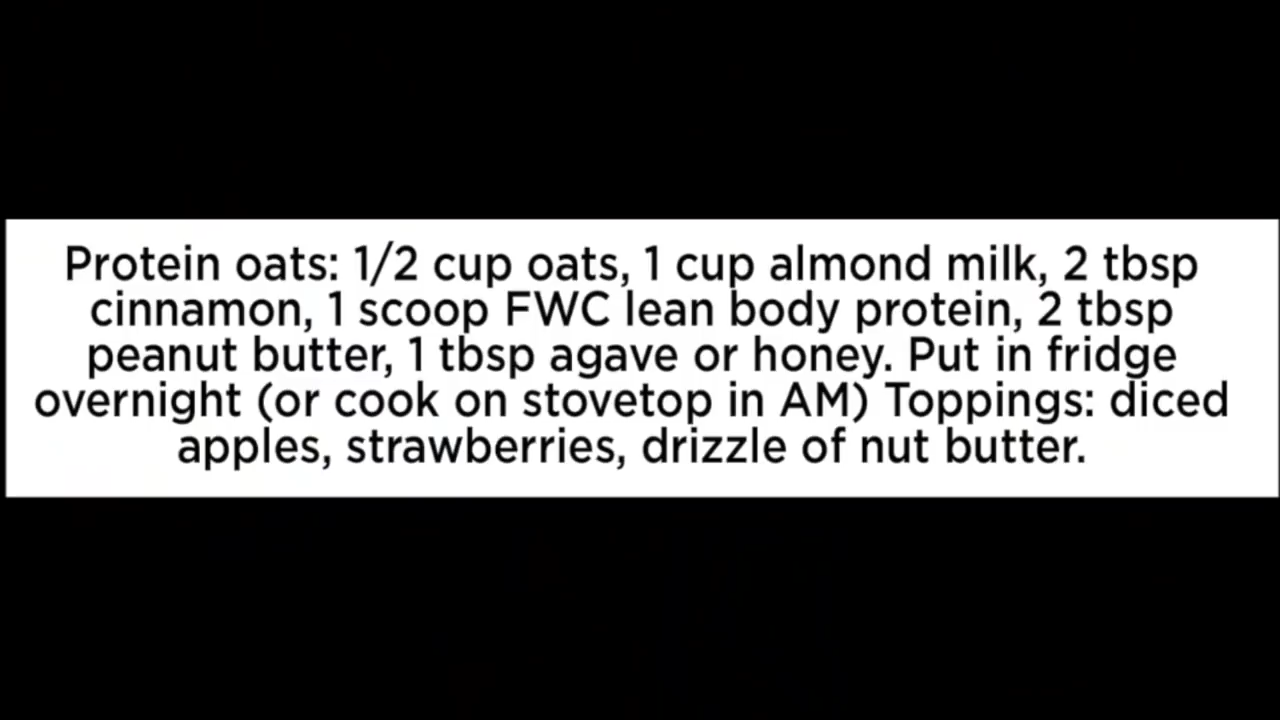 Protein oats: 1/2 cup oats, 1 cup almond milk, 2 tbsp
cinnamon, 1 scoop FWC lean body protein, 2 tbsp
peanut butter, 1 tbsp agave or honey. Put in fridge
overnight (or cook on stovetop in AM) Toppings: diced
apples, strawberries, drizzle of nut butter.